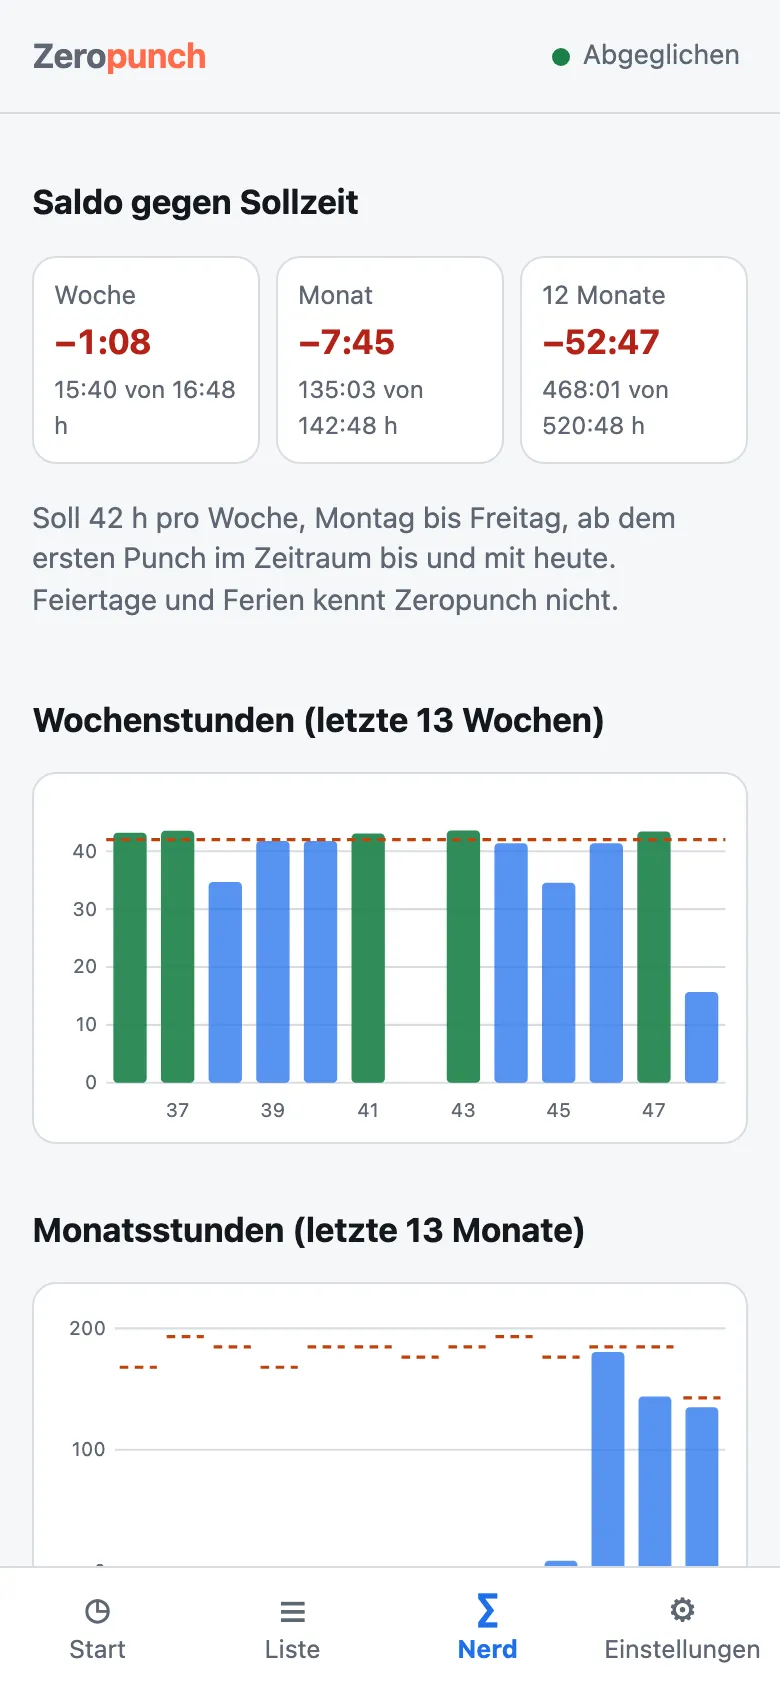 Zeropunch
Abgeglichen
Saldo gegen Sollzeit
Woche
−1:08
15:40 von 16:48
h
Monat
−7:45
135:03 von
142:48 h
12 Monate
−52:47
468:01 von
520:48 h
Soll 42 h pro Woche, Montag bis Freitag, ab dem
ersten Punch im Zeitraum bis und mit heute.
Feiertage und Ferien kennt Zeropunch nicht.
Wochenstunden (letzte 13 Wochen)
40
30
20
10
0
37 39 41 43 45 47
Monatsstunden (letzte 13 Monate)
200
100
Start
Liste
Σ
Nerd
Einstellungen